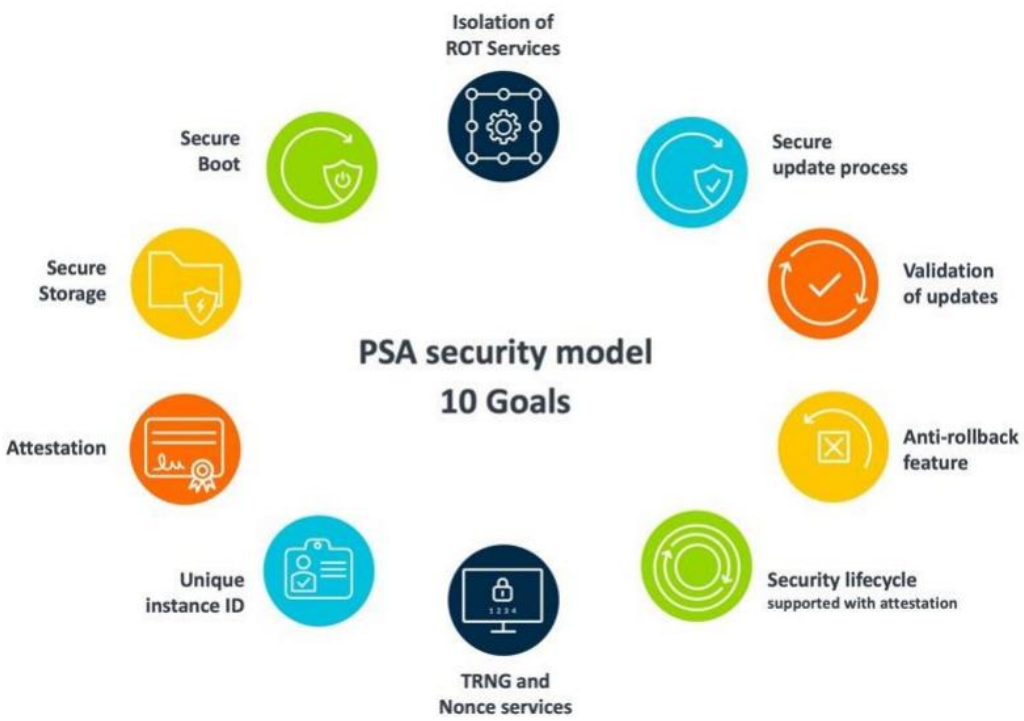 Isolation of
ROT Services
Secure
update process
Validation
of updates
Anti-rollback
feature
Security lifecycle
supported with attestation
TRNG and
Nonce services
Unique
instance ID
Attestation
Secure
Storage
Secure
Boot
PSA security model
10 Goals
1234